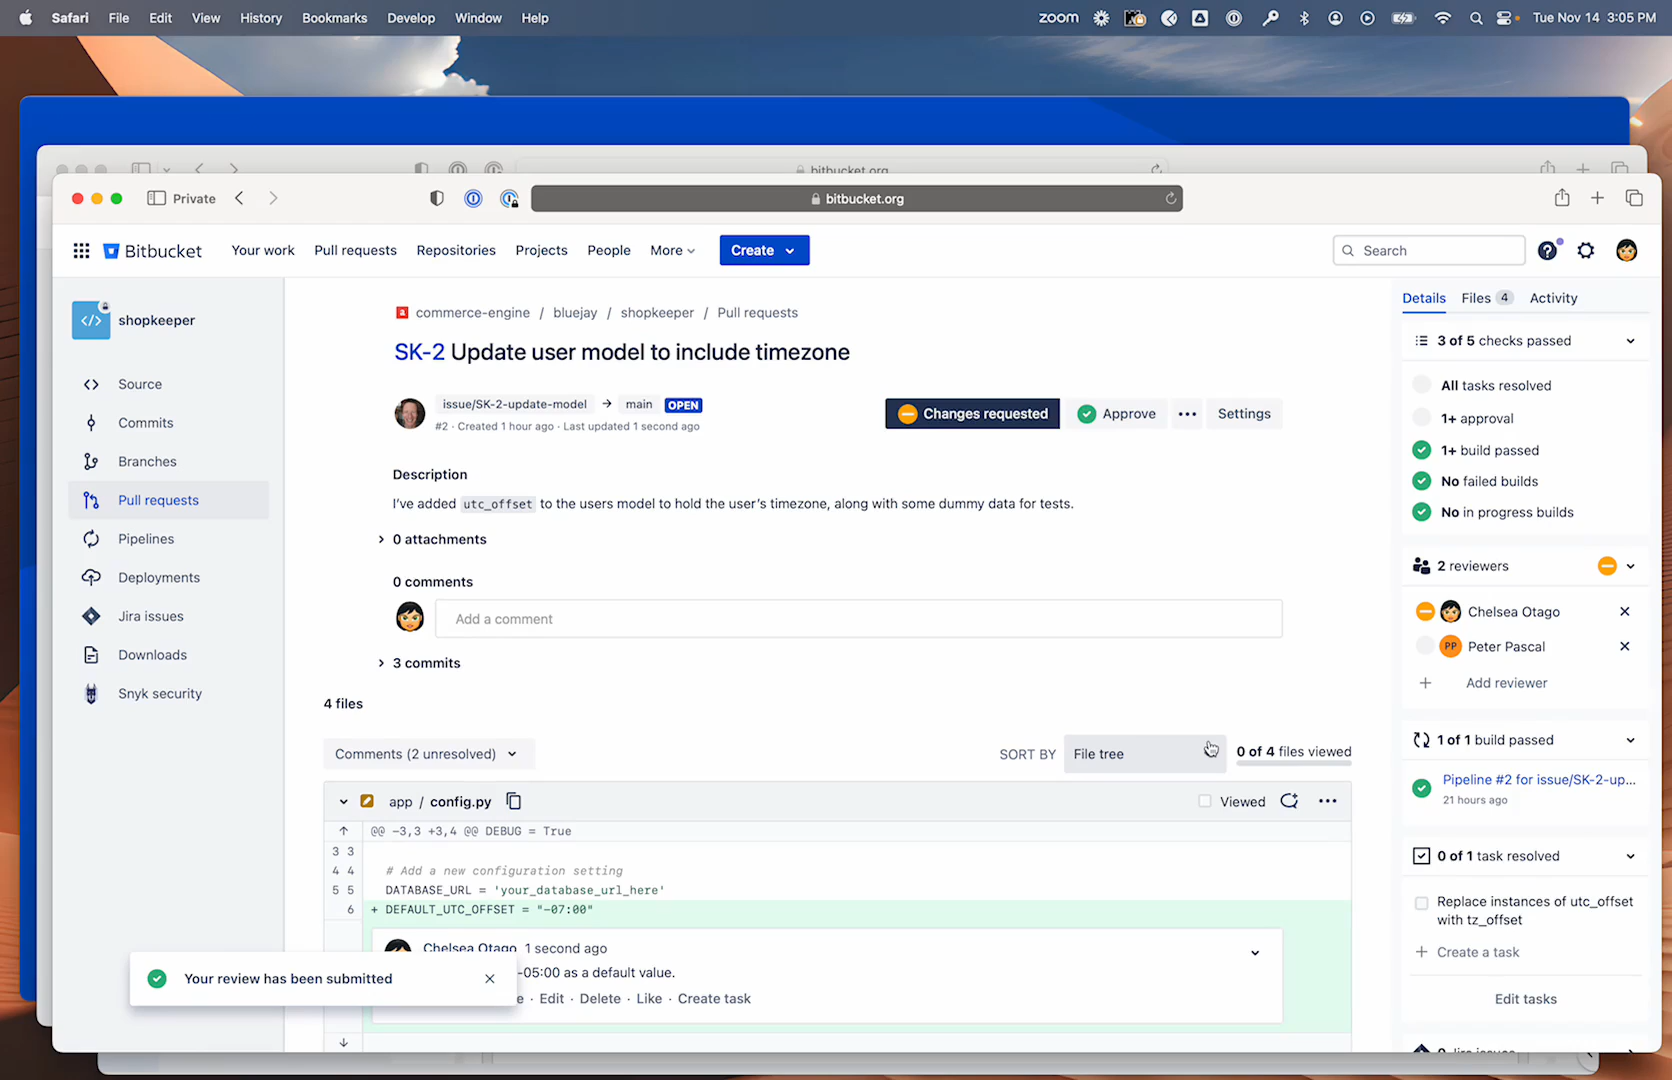 Safari File Edit View History Bookmarks Develop Window Help zoom Tue Nov 14 3:05 PM
bitbucket.org
Private bitbucket.org
Bitbucket Your work Pull requests Repositories Projects People More Create Search
shopkeeper
Source
Commits
Branches
Pull requests
Pipelines
Deployments
Jira issues
Downloads
Snyk security
commerce-engine / bluejay / shopkeeper / Pull requests
SK-2 Update user model to include timezone
issue/SK-2-update-model → main OPEN
#2 · Created 1 hour ago · Last updated 1 second ago
Changes requested Approve ••• Settings
Description
I've added utc_offset to the users model to hold the user's timezone, along with some dummy data for tests.
0 attachments
0 comments
Add a comment
3 commits
4 files
Comments (2 unresolved) SORT BY File tree 0 of 4 files viewed
app / config.py Viewed •••
@@ -3,3 +3,4 @@ DEBUG = True
3 3
4 4 # Add a new configuration setting
5 5 DATABASE_URL = 'your_database_url_here'
6 + DEFAULT_UTC_OFFSET = "-07:00"
Chelsea Otago 1 second ago
-05:00 as a default value.
e · Edit · Delete · Like · Create task
Your review has been submitted
Details Files 4 Activity
3 of 5 checks passed
All tasks resolved
1+ approval
1+ build passed
No failed builds
No in progress builds
2 reviewers
Chelsea Otago
PP Peter Pascal
+ Add reviewer
1 of 1 build passed
Pipeline #2 for issue/SK-2-up...
21 hours ago
0 of 1 task resolved
Replace instances of utc_offset
with tz_offset
+ Create a task
Edit tasks
0 Jira issues